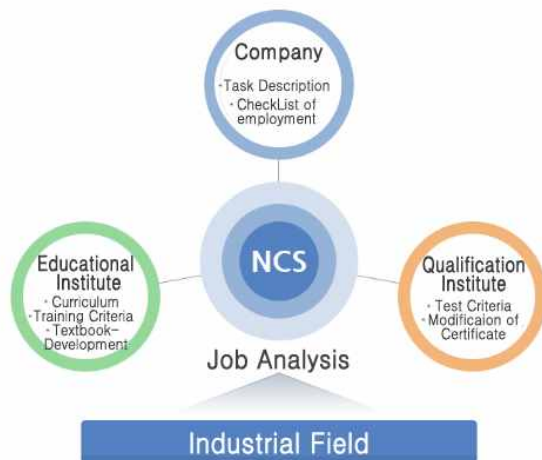 Company
·Task Description
·CheckList of
employment
NCS
Educational
Institute
· Curriculum
·Training Criteria
·Textbook-
Development
Qualification
Institute
· Test Criteria
·Modificaion of
Certificate
Job Analysis
Industrial Field